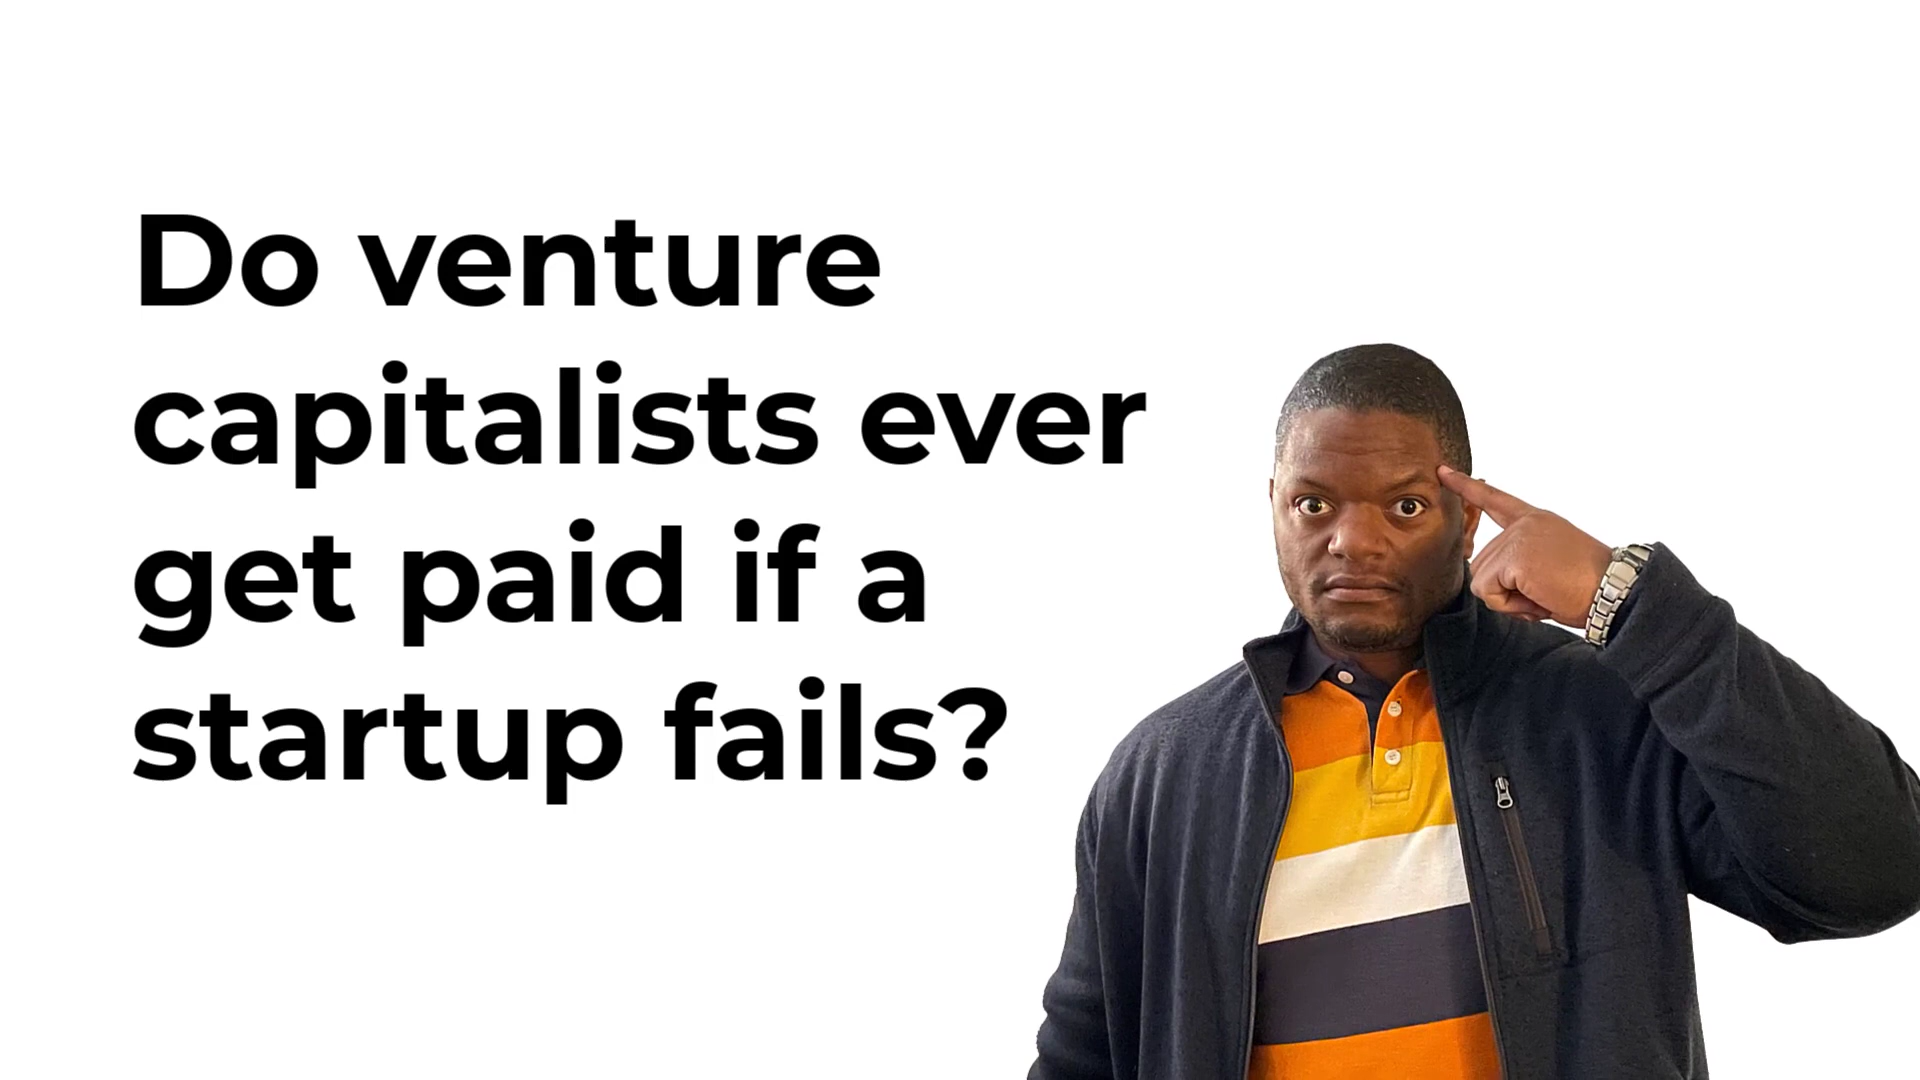 Do venture
capitalists ever
get paid if a
startup fails?